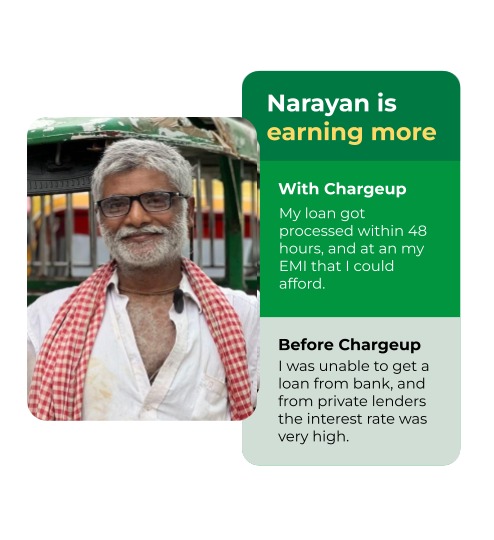 Narayan is
earning more
With Chargeup
My loan got
processed within 48
hours, and at an my
EMI that I could
afford.
Before Chargeup
I was unable to get a
loan from bank, and
from private lenders
the interest rate was
very high.